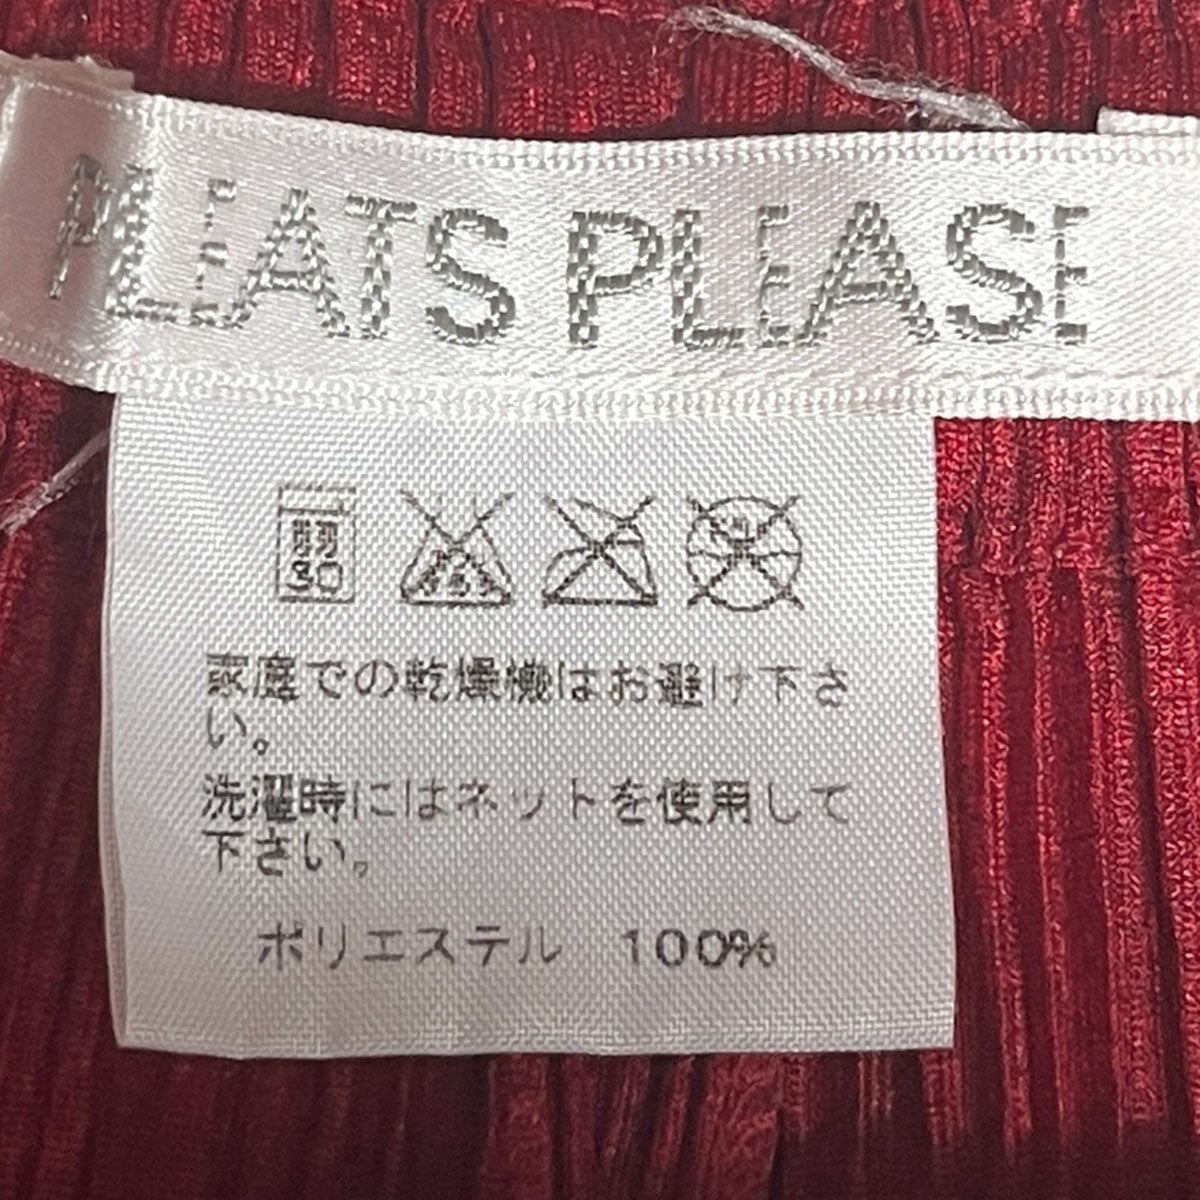 PLEATS PLEASE
家庭での乾燥機はお避け下さ
い。
洗濯時にはネットを使用して
下さい。
ポリエステル 100%